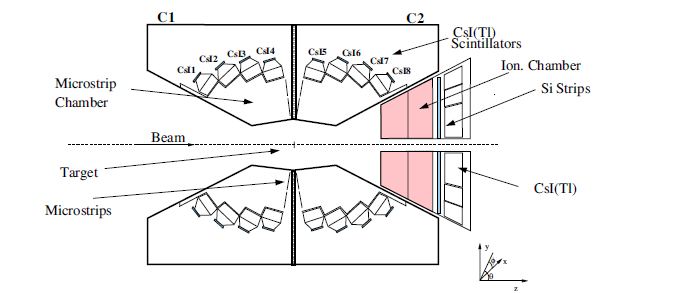 C1
C2
CsI(Tl)
Scintillators
CsI1
CsI2
CsI3
CsI4
CsI5
CsI6
CsI7
CsI8
Ion. Chamber
Microstrip
Chamber
Si Strips
Beam
Target
CsI(Tl)
Microstrips
y
x
φ
θ
z